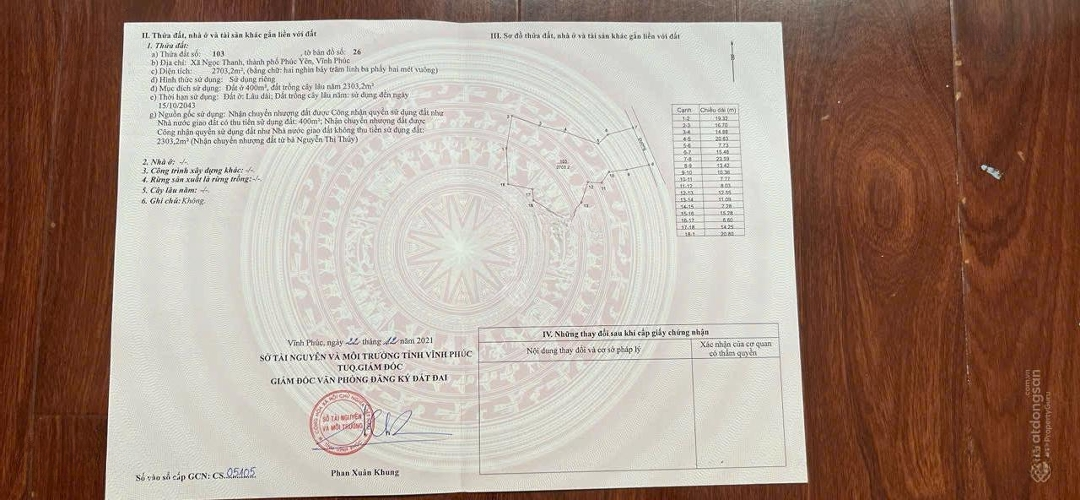 II. Thửa đất, nhà ở và tài sản khác gắn liền với đất
1. Thửa đất:
a) Thửa đất số: 103 , tờ bản đồ số: 26
b) Địa chỉ: Xã Ngọc Thanh, thành phố Phúc Yên, Vĩnh Phúc
c) Diện tích: 2703,2m², (bằng chữ: hai nghìn bảy trăm linh ba phẩy hai mét vuông)
d) Hình thức sử dụng: Sử dụng riêng
đ) Mục đích sử dụng: Đất ở 400m², đất trồng cây lâu năm 2303,2m²
e) Thời hạn sử dụng: Đất ở: Lâu dài; Đất trồng cây lâu năm: sử dụng đến ngày
15/10/2043
g) Nguồn gốc sử dụng: Nhận chuyển nhượng đất được Công nhận quyền sử dụng đất như
Nhà nước giao đất có thu tiền sử dụng đất: 400m²; Nhận chuyển nhượng đất được
Công nhận quyền sử dụng đất như Nhà nước giao đất không thu tiền sử dụng đất:
2303,2m² (Nhận chuyển nhượng đất từ bà Nguyễn Thị Thủy)
2. Nhà ở: -/-
3. Công trình xây dựng khác: -/-
4. Rừng sản xuất là rừng trồng:-/-
5. Cây lâu năm: -/-
6. Ghi chú: Không.
Vĩnh Phúc, ngày 22 tháng 12 năm 2021
SỞ TÀI NGUYÊN VÀ MÔI TRƯỜNG TỈNH VĨNH PHÚC
TUQ.GIÁM ĐỐC
GIÁM ĐỐC VĂN PHÒNG ĐĂNG KÝ ĐẤT ĐAI
SỞ TÀI NGUYÊN
VÀ MÔI TRƯỜNG
Phan Xuân Khung
Số vào sổ cấp GCN: CS 05105
III. Sơ đồ thửa đất, nhà ở và tài sản khác gắn liền với đất
103
2703.2
Cạnh Chiều dài (m)
1-2 19.32
2-3 16.70
3-4 14.88
4-5 20.63
5-6 7.73
6-7 15.48
7-8 22.59
8-9 13.42
9-10 16.36
10-11 7.77
11-12 8.03
12-13 12.55
13-14 11.08
14-15 7.28
15-16 15.78
16-17 6.60
17-18 14.25
18-1 20.80
IV. Những thay đổi sau khi cấp giấy chứng nhận
Nội dung thay đổi và cơ sở pháp lý
Xác nhận của cơ quan
có thẩm quyền
batdongsan
.com.vn
by PropertyGuru